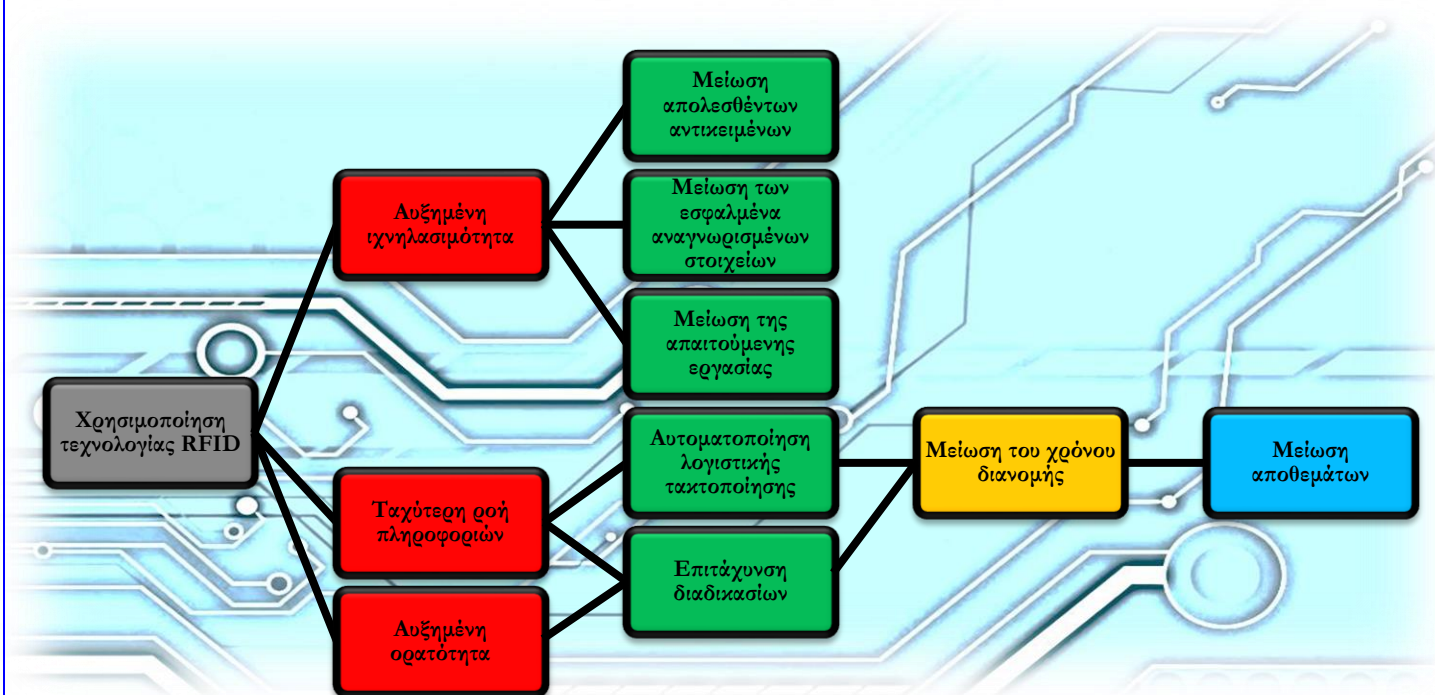 Χρησιμοποίηση
τεχνολογίας RFID
Αυξημένη
ιχνηλασιμότητα
Ταχύτερη ροή
πληροφοριών
Αυξημένη
ορατότητα
Μείωση
απολεσθέντων
αντικειμένων
Μείωση των
εσφαλμένα
αναγνωρισμένων
στοιχείων
Μείωση της
απαιτούμενης
εργασίας
Αυτοματοποίηση
λογιστικής
τακτοποίησης
Επιτάχυνση
διαδικασίων
Μείωση του χρόνου
διανομής
Μείωση
αποθεμάτων